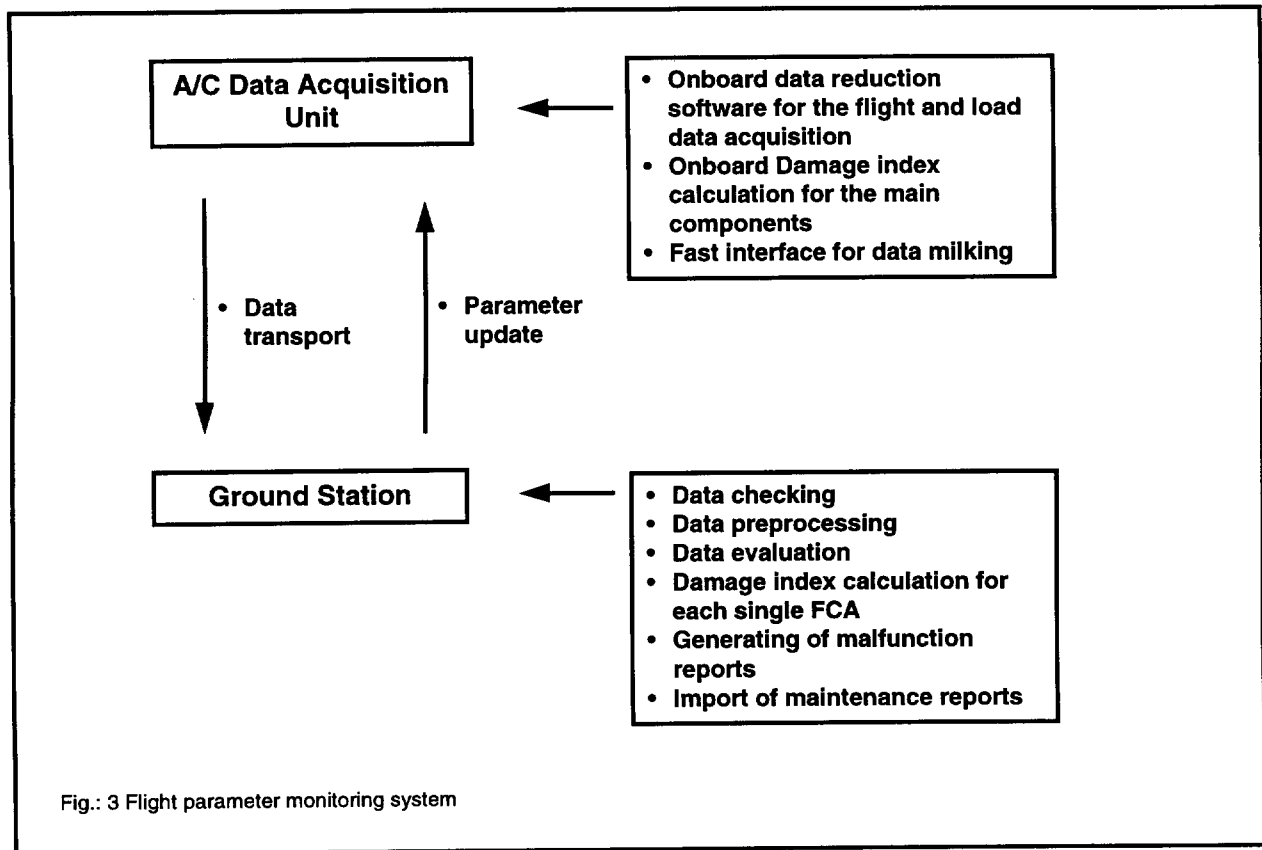 A/C Data Acquisition
Unit
• Onboard data reduction
software for the flight and load
data acquisition
• Onboard Damage index
calculation for the main
components
• Fast interface for data milking
• Data
transport
• Parameter
update
Ground Station
• Data checking
• Data preprocessing
• Data evaluation
• Damage index calculation for
each single FCA
• Generating of malfunction
reports
• Import of maintenance reports
Fig.: 3 Flight parameter monitoring system